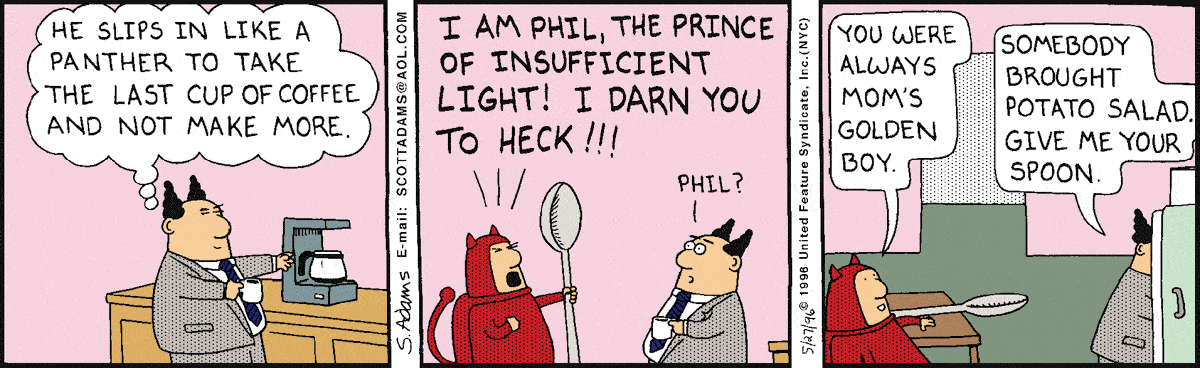 HE SLIPS IN LIKE A
PANTHER TO TAKE
THE LAST CUP OF COFFEE
AND NOT MAKE MORE.
S. Adams E-mail: SCOTTADAMS@AOL.COM
I AM PHIL, THE PRINCE
OF INSUFFICIENT
LIGHT! I DARN YOU
TO HECK!!!
PHIL?
5/27/96 © 1996 United Feature Syndicate, Inc.(NYC)
YOU WERE
ALWAYS
MOM'S
GOLDEN
BOY.
SOMEBODY
BROUGHT
POTATO SALAD.
GIVE ME YOUR
SPOON.